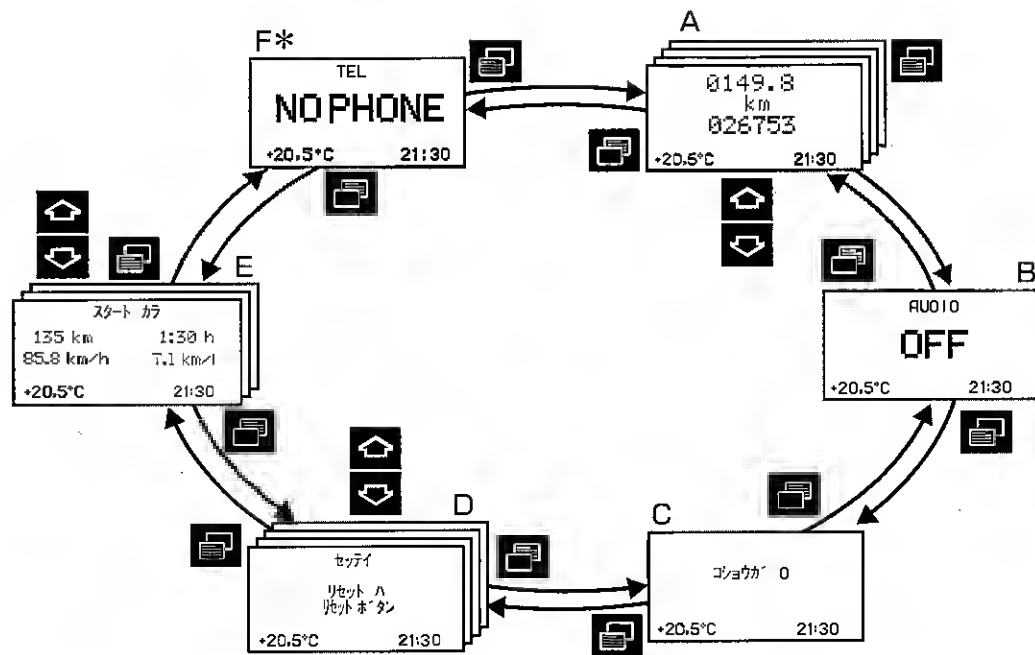 F*
TEL
NO PHONE
+20.5°C 21:30
A
0149.8
km
026753
+20.5°C 21:30
B
AUDIO
OFF
+20.5°C 21:30
C
コショウガ 0
+20.5°C 21:30
D
セッテイ
リセット ハ
リセット ボタン
+20.5°C 21:30
E
スタート カラ
135 km 1:30 h
85.8 km/h 7.1 km/l
+20.5°C 21:30